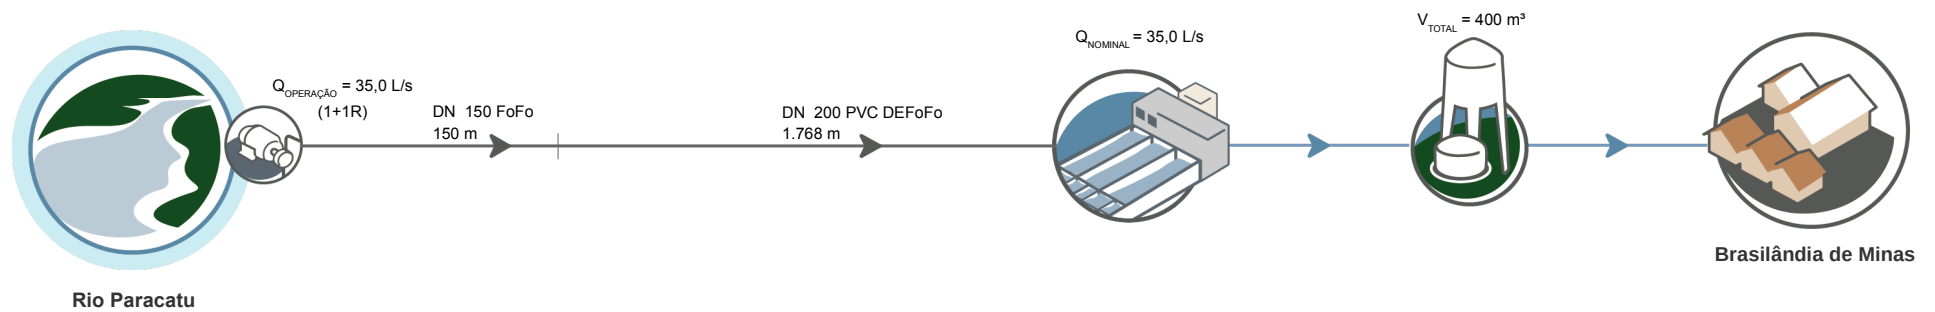 Q OPERAÇÃO = 35,0 L/s
(1+1R)
DN 150 FoFo
150 m
DN 200 PVC DEFoFo
1.768 m
Q NOMINAL = 35,0 L/s
V TOTAL = 400 m³
Rio Paracatu
Brasilândia de Minas